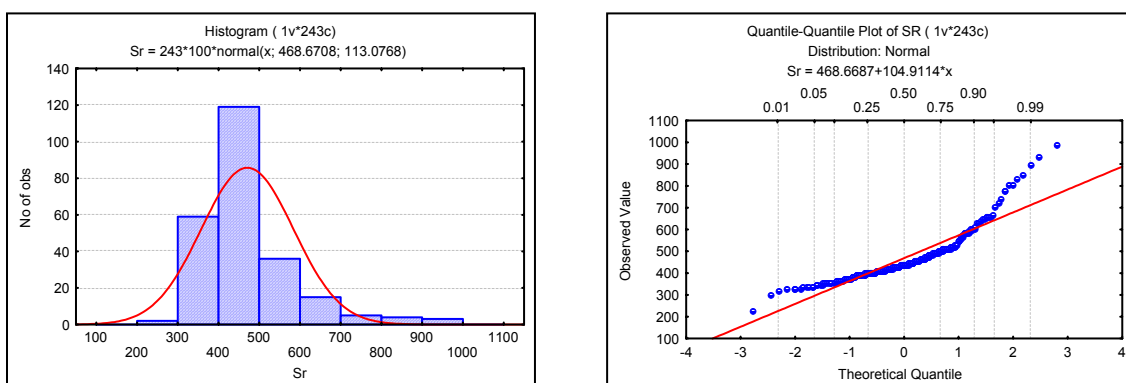 Histogram ( 1v*243c)
Sr = 243*100*normal(x; 468.6708; 113.0768)
140
120
100
80
60
40
20
0
No of obs
100 300 500 700 900 1100
200 400 600 800 1000
Sr
Quantile-Quantile Plot of SR ( 1v*243c)
Distribution: Normal
Sr = 468.6687+104.9114*x
0.05 0.50 0.90
0.01 0.25 0.75 0.99
1100
1000
900
800
700
600
500
400
300
200
100
Observed Value
-4 -3 -2 -1 0 1 2 3 4
Theoretical Quantile